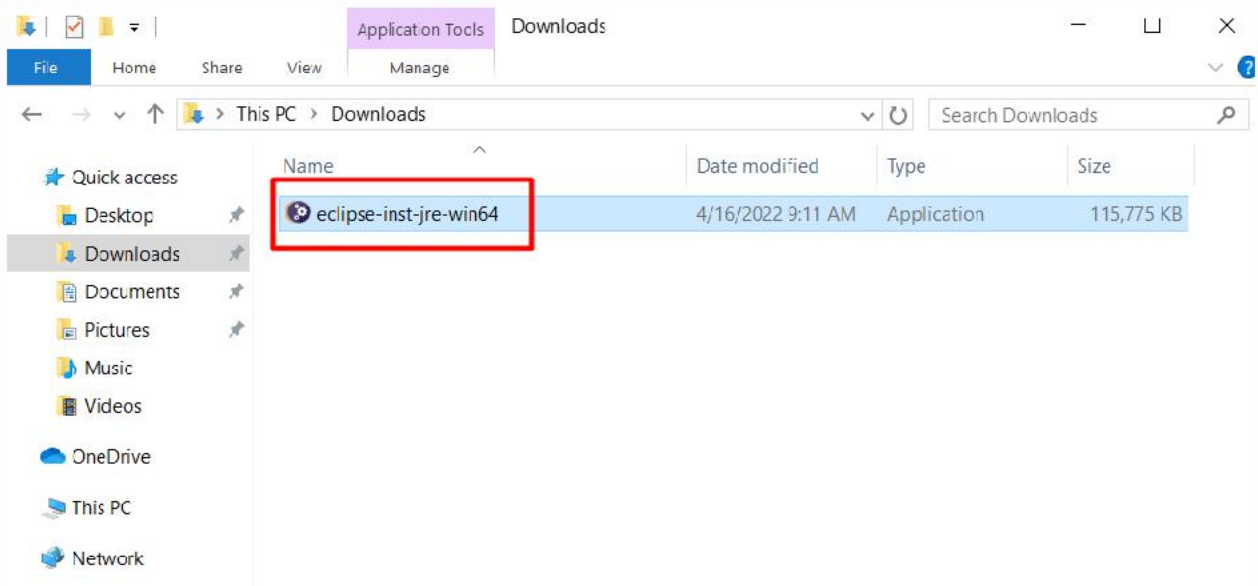 Application Tools Downloads
File Home Share View Manage
This PC > Downloads Search Downloads
Name Date modified Type Size
eclipse-inst-jre-win64 4/16/2022 9:11 AM Application 115,775 KB
Quick access
Desktop
Downloads
Documents
Pictures
Music
Videos
OneDrive
This PC
Network